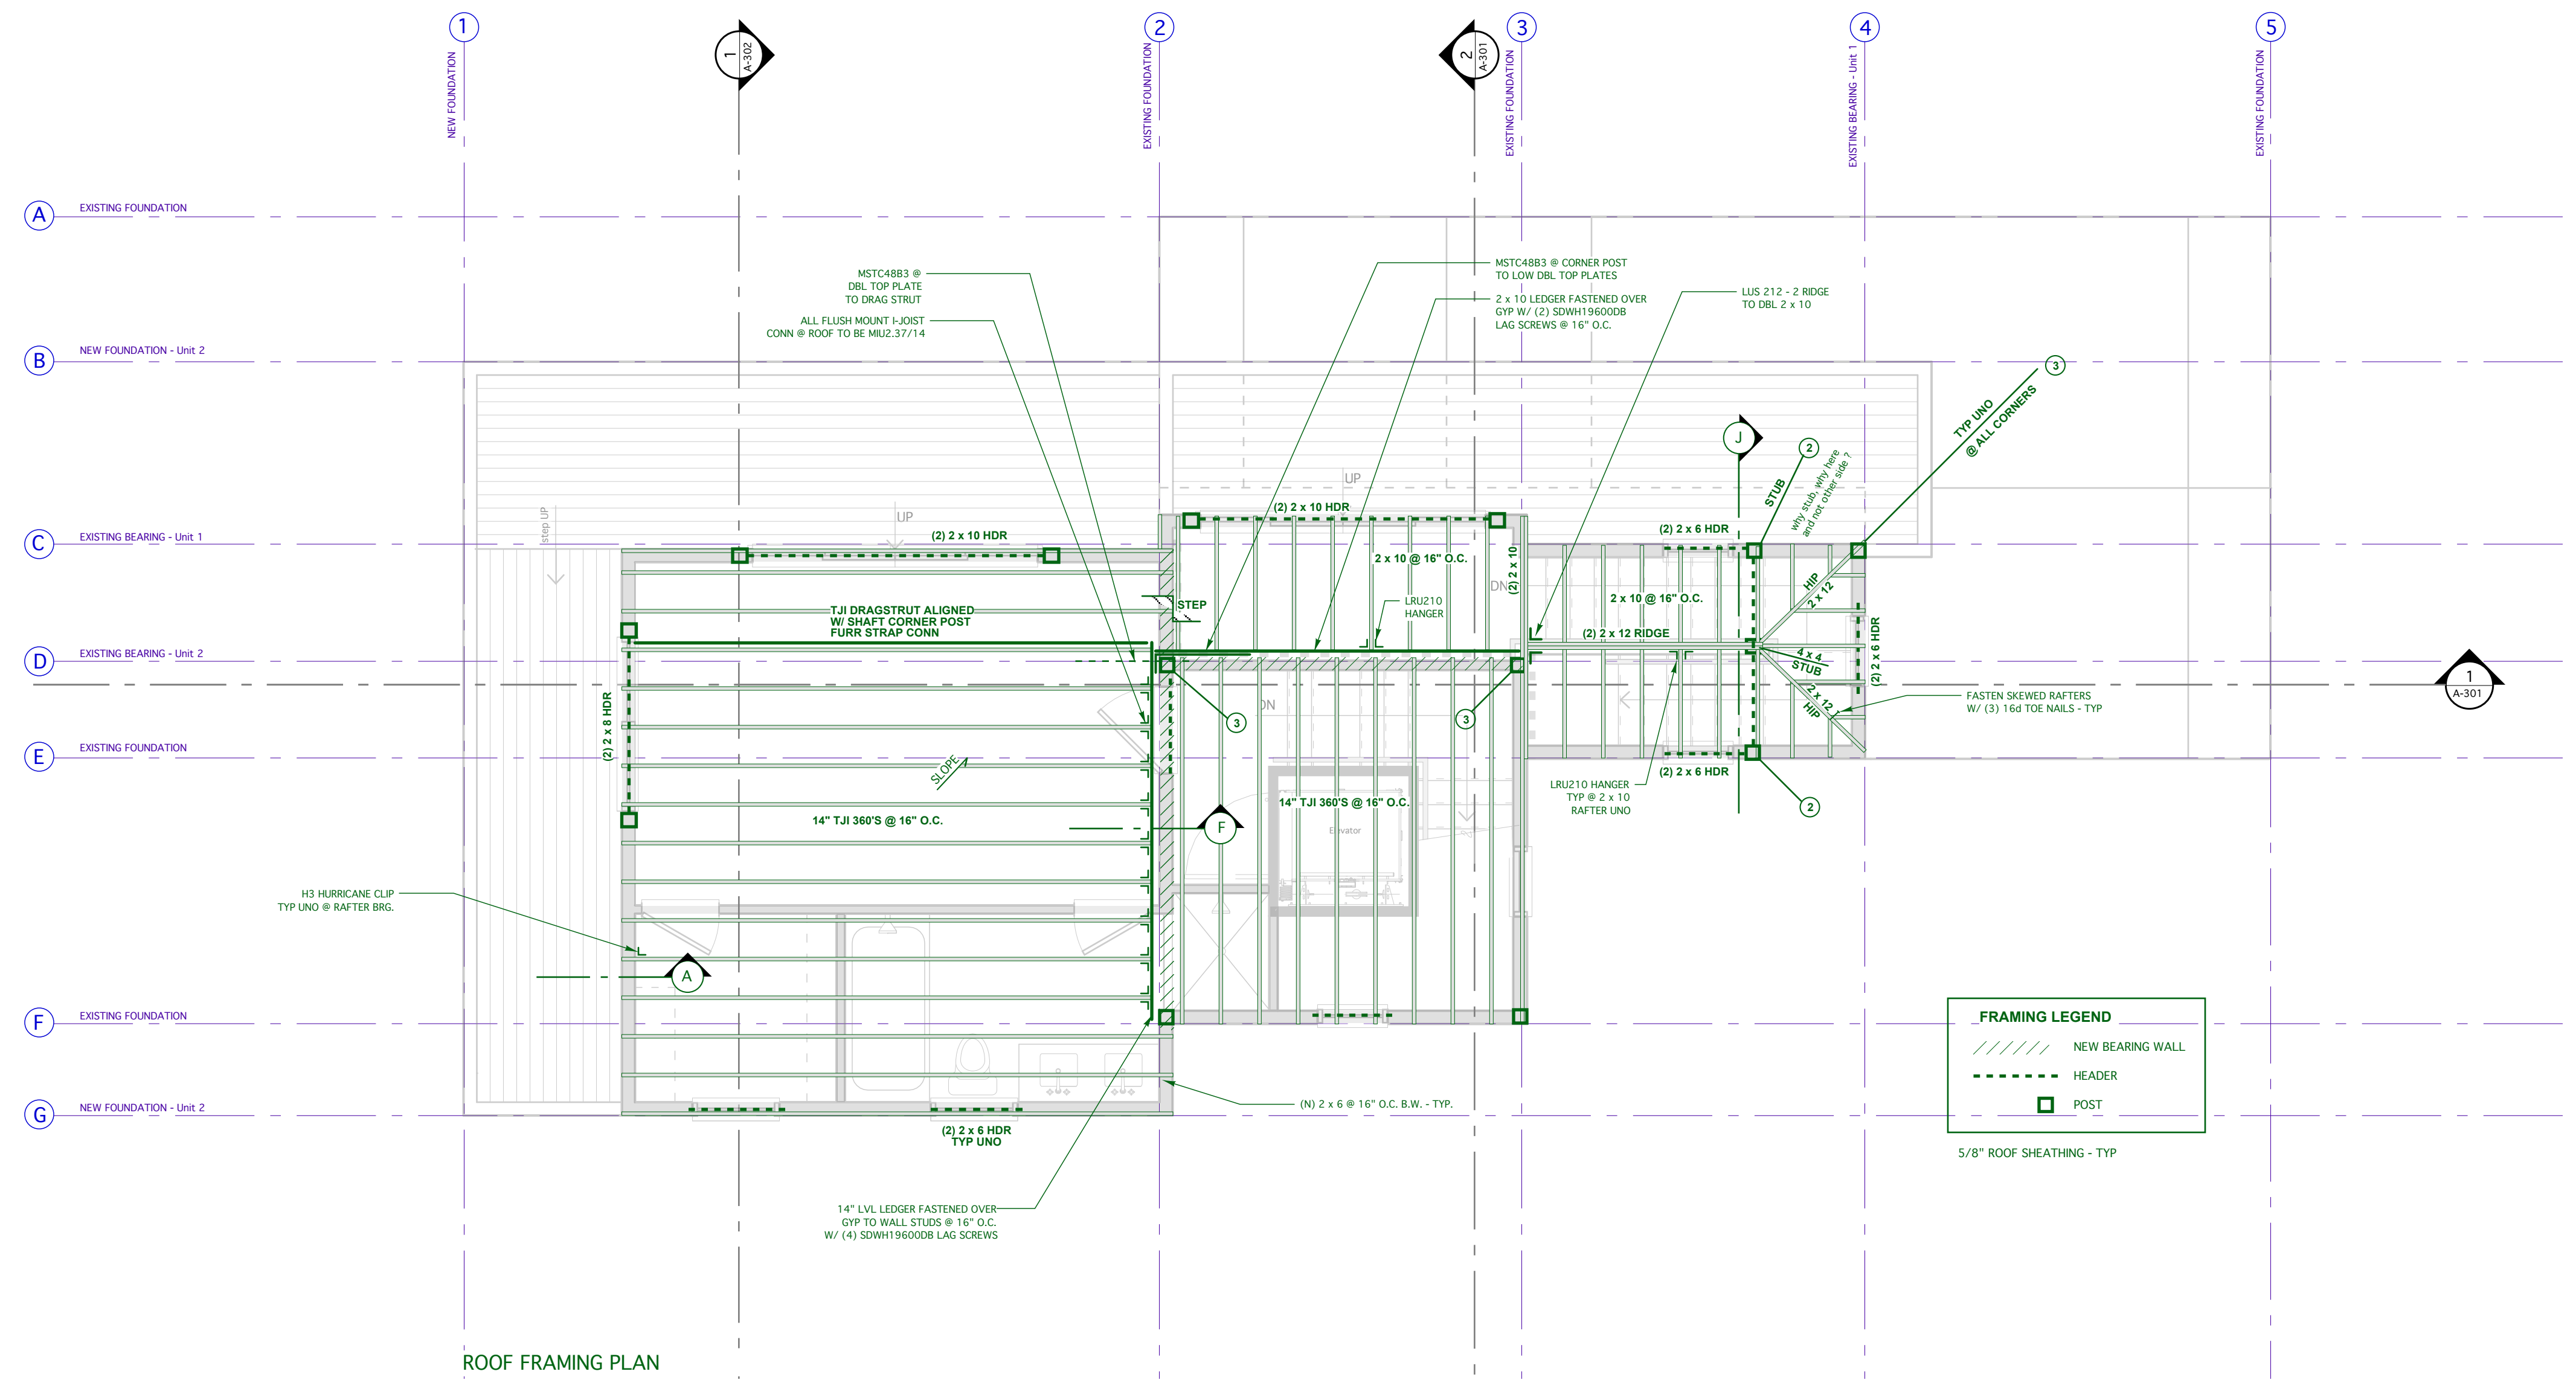 1
2
3
4
5
NEW FOUNDATION
EXISTING FOUNDATION
EXISTING FOUNDATION
EXISTING BEARING - Unit 1
EXISTING FOUNDATION
1
A-302
2
A-301
A
EXISTING FOUNDATION
B
NEW FOUNDATION - Unit 2
C
EXISTING BEARING - Unit 1
D
EXISTING BEARING - Unit 2
E
EXISTING FOUNDATION
F
EXISTING FOUNDATION
G
NEW FOUNDATION - Unit 2
MSTC48B3 @
DBL TOP PLATE
TO DRAG STRUT
ALL FLUSH MOUNT I-JOIST
CONN @ ROOF TO BE MIU2.37/14
MSTC48B3 @ CORNER POST
TO LOW DBL TOP PLATES
2 x 10 LEDGER FASTENED OVER
GYP W/ (2) SDWH19600DB
LAG SCREWS @ 16" O.C.
LUS 212 - 2 RIDGE
TO DBL 2 x 10
3
TYP UNO
@ ALL CORNERS
J
2
STUB
why stub, why here
and not other side ?
step UP
UP
UP
(2) 2 x 10 HDR
(2) 2 x 10 HDR
(2) 2 x 6 HDR
2 x 10 @ 16" O.C.
(2) 2 x 10
DN
STEP
LRU210
HANGER
TJI DRAGSTRUT ALIGNED
W/ SHAFT CORNER POST
FURR STRAP CONN
2 x 10 @ 16" O.C.
(2) 2 x 12 RIDGE
HIP
2 x 12
4 x 4
STUB
2 x 12
HIP
(2) 2 x 6 HDR
1
A-301
FASTEN SKEWED RAFTERS
W/ (3) 16d TOE NAILS - TYP
(2) 2 x 8 HDR
DN
3
3
SLOPE
(2) 2 x 6 HDR
LRU210 HANGER
TYP @ 2 x 10
RAFTER UNO
2
14" TJI 360'S @ 16" O.C.
14" TJI 360'S @ 16" O.C.
F
Elevator
H3 HURRICANE CLIP
TYP UNO @ RAFTER BRG.
A
FRAMING LEGEND
NEW BEARING WALL
HEADER
POST
5/8" ROOF SHEATHING - TYP
(N) 2 x 6 @ 16" O.C. B.W. - TYP.
(2) 2 x 6 HDR
TYP UNO
14" LVL LEDGER FASTENED OVER
GYP TO WALL STUDS @ 16" O.C.
W/ (4) SDWH19600DB LAG SCREWS
ROOF FRAMING PLAN